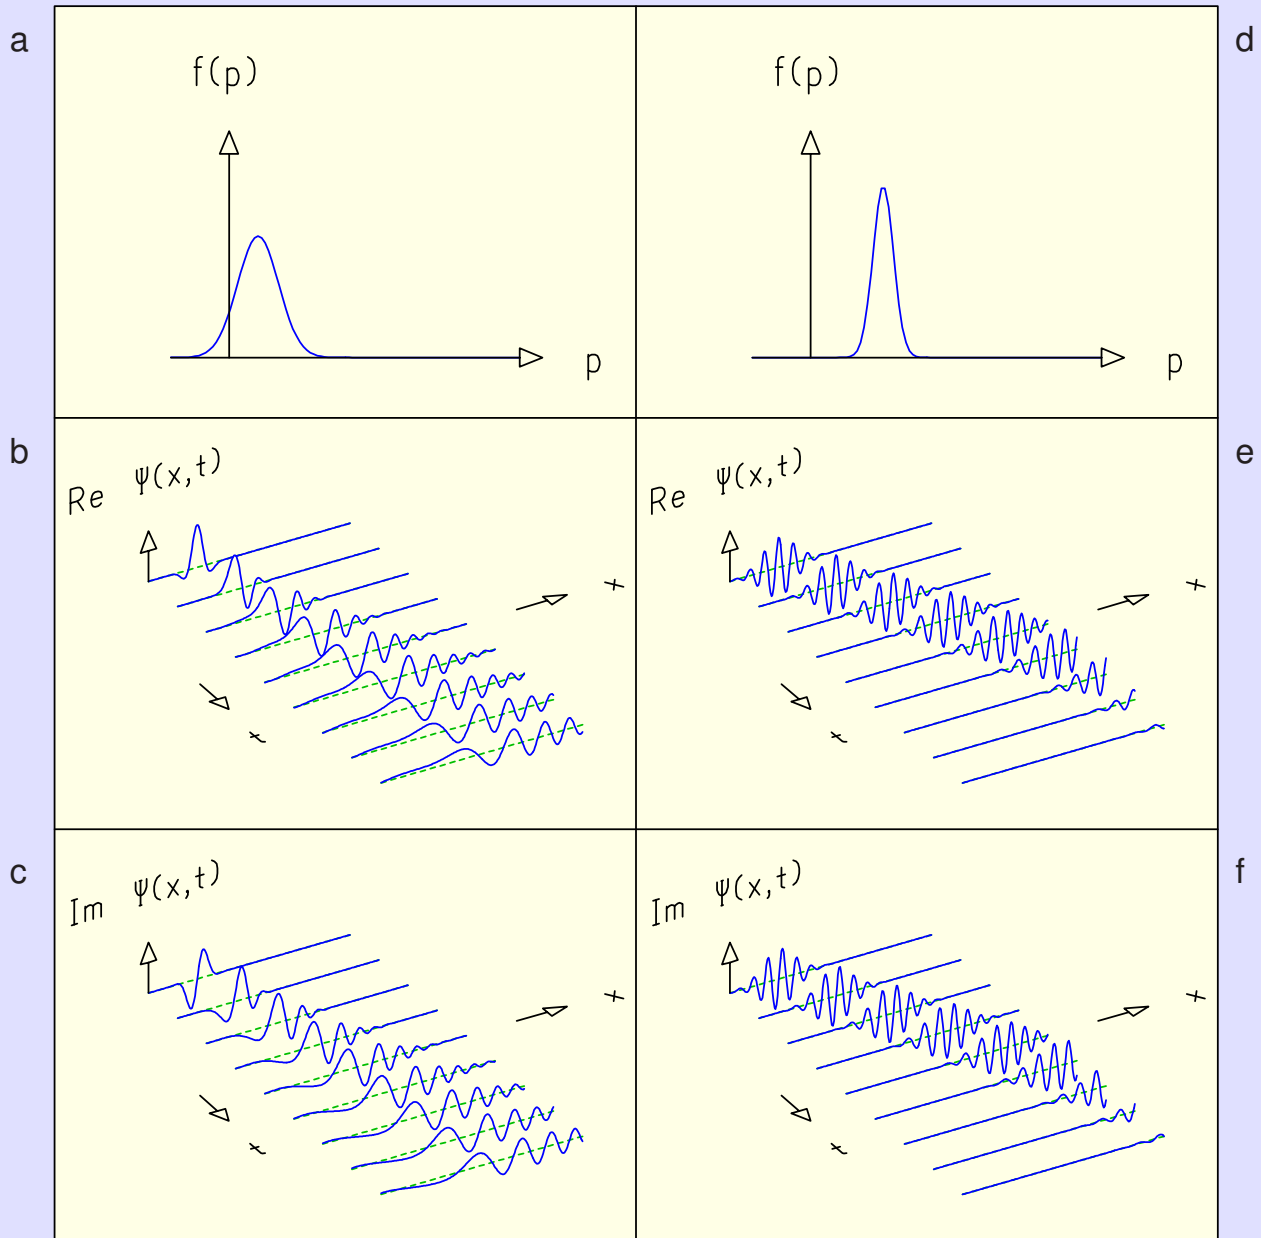 a
f(p)
p
d
f(p)
p
b
Re ψ(x,t)
x
t
e
Re ψ(x,t)
x
t
c
Im ψ(x,t)
x
t
f
Im ψ(x,t)
x
t